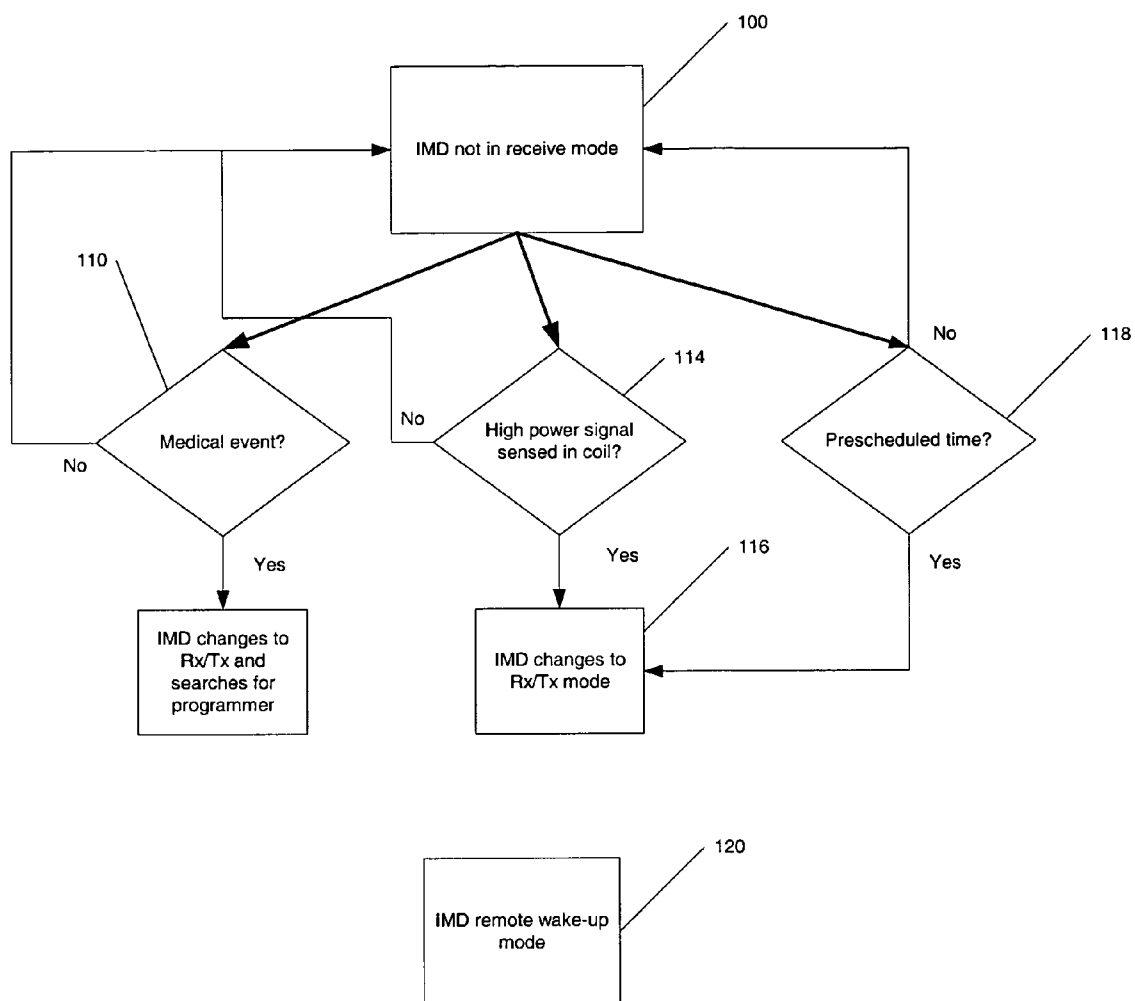 100
IMD not in receive mode
110
No
118
114
No
Medical event?
High power signal
sensed in coil?
Prescheduled time?
No
Yes
Yes
116
Yes
IMD changes to
Rx/Tx and
searches for
programmer
IMD changes to
Rx/Tx mode
120
IMD remote wake-up
mode